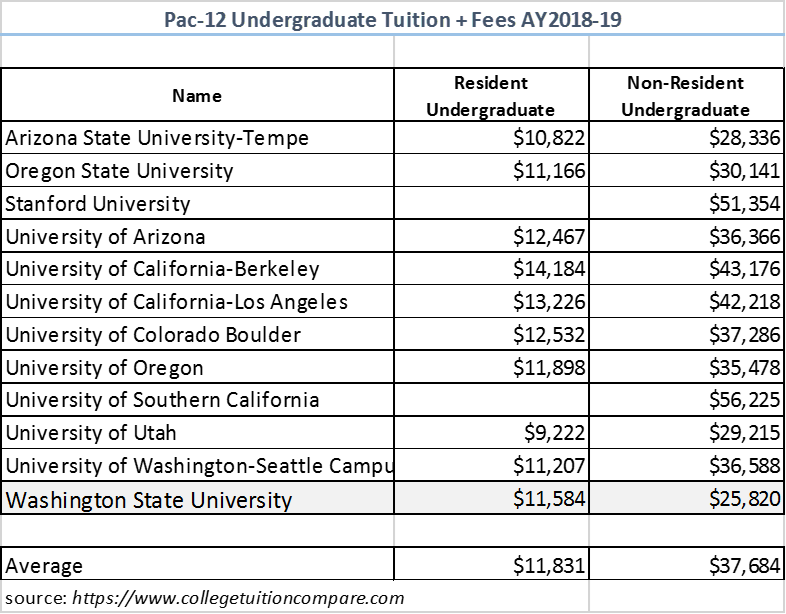 Pac-12 Undergraduate Tuition + Fees AY2018-19
Name Resident Undergraduate Non-Resident Undergraduate
Arizona State University-Tempe $10,822 $28,336
Oregon State University $11,166 $30,141
Stanford University $51,354
University of Arizona $12,467 $36,366
University of California-Berkeley $14,184 $43,176
University of California-Los Angeles $13,226 $42,218
University of Colorado Boulder $12,532 $37,286
University of Oregon $11,898 $35,478
University of Southern California $56,225
University of Utah $9,222 $29,215
University of Washington-Seattle Campu $11,207 $36,588
Washington State University $11,584 $25,820
Average $11,831 $37,684
source: https://www.collegetuitioncompare.com